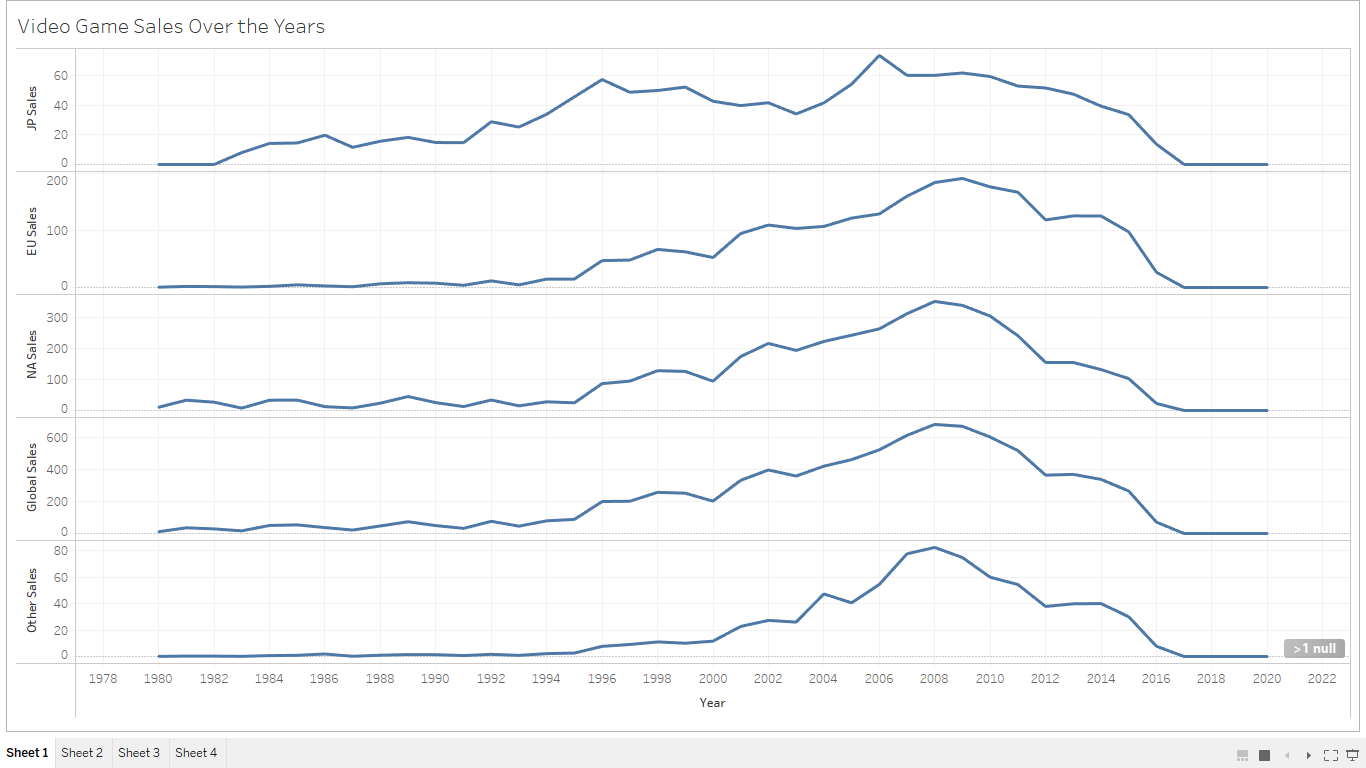 Video Game Sales Over the Years
JP Sales
60
40
20
0
EU Sales
200
100
0
NA Sales
300
200
100
0
Global Sales
600
400
200
0
Other Sales
80
60
40
20
0
>1 null
1978 1980 1982 1984 1986 1988 1990 1992 1994 1996 1998 2000 2002 2004 2006 2008 2010 2012 2014 2016 2018 2020 2022
Year
Sheet 1 Sheet 2 Sheet 3 Sheet 4